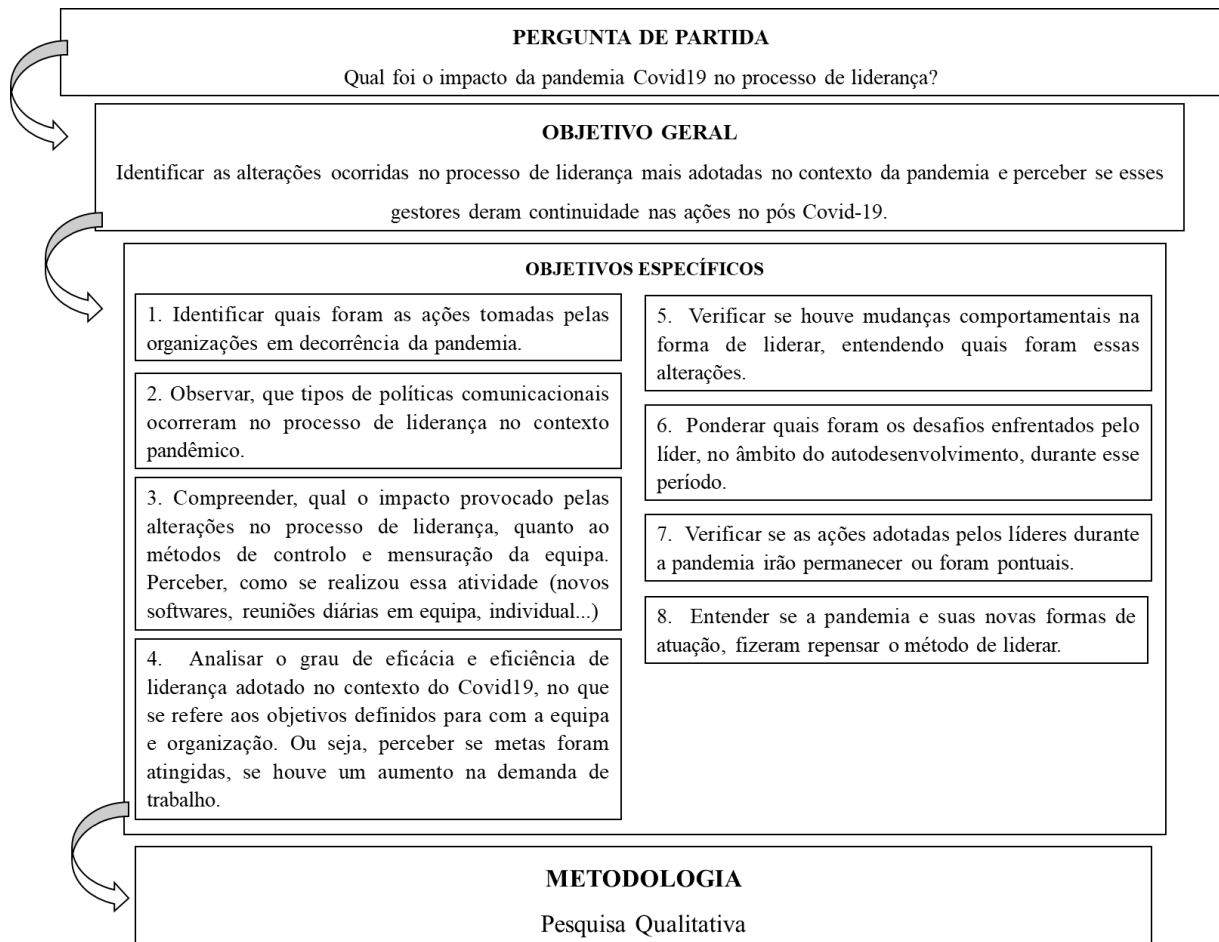 PERGUNTA DE PARTIDA
Qual foi o impacto da pandemia Covid19 no processo de liderança?
OBJETIVO GERAL
Identificar as alterações ocorridas no processo de liderança mais adotadas no contexto da pandemia e perceber se esses
gestores deram continuidade nas ações no pós Covid-19.
OBJETIVOS ESPECÍFICOS
1. Identificar quais foram as ações tomadas pelas
organizações em decorrência da pandemia.
2. Observar, que tipos de políticas comunicacionais
ocorreram no processo de liderança no contexto
pandêmico.
3. Compreender, qual o impacto provocado pelas
alterações no processo de liderança, quanto ao
métodos de controlo e mensuração da equipa.
Perceber, como se realizou essa atividade (novos
softwares, reuniões diárias em equipa, individual...)
4. Analisar o grau de eficácia e eficiência de
liderança adotado no contexto do Covid19, no que
se refere aos objetivos definidos para com a equipa
e organização. Ou seja, perceber se metas foram
atingidas, se houve um aumento na demanda de
trabalho.
5. Verificar se houve mudanças comportamentais na
forma de liderar, entendendo quais foram essas
alterações.
6. Ponderar quais foram os desafios enfrentados pelo
líder, no âmbito do autodesenvolvimento, durante esse
período.
7. Verificar se as ações adotadas pelos líderes durante
a pandemia irão permanecer ou foram pontuais.
8. Entender se a pandemia e suas novas formas de
atuação, fizeram repensar o método de liderar.
METODOLOGIA
Pesquisa Qualitativa